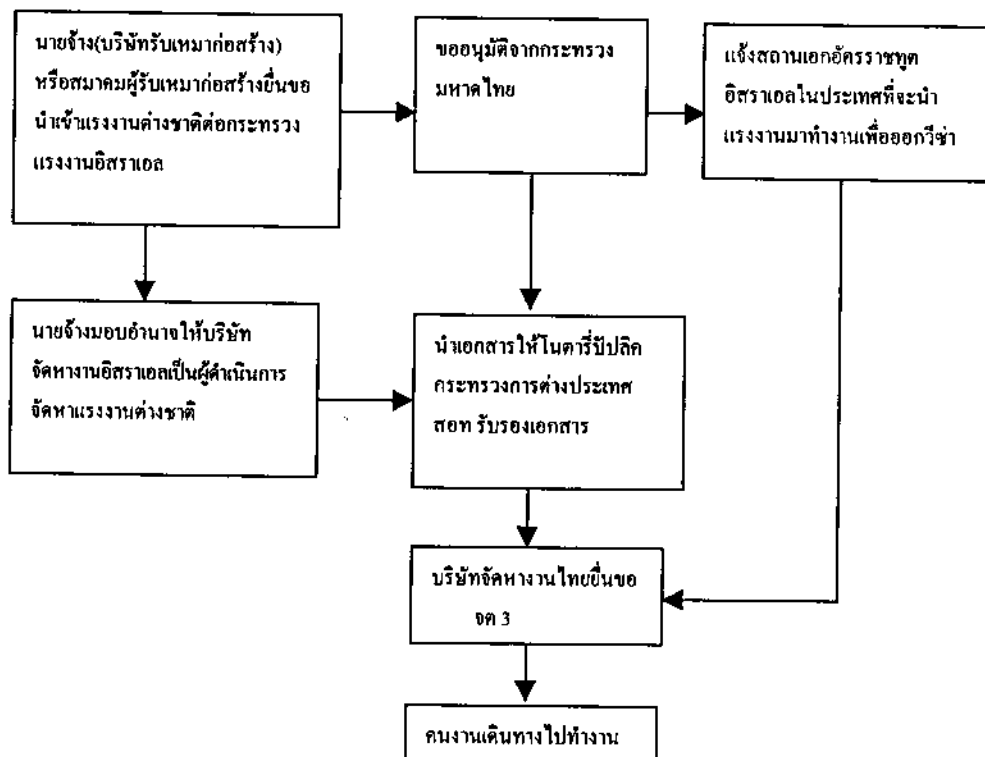 นายจ้าง(บริษัทรับเหมาก่อสร้าง)
หรือสมาคมผู้รับเหมาก่อสร้างยื่นขอ
นำเข้าแรงงานต่างชาติต่อกระทรวง
แรงงานอิสราเอล
ขออนุมัติจากกระทรวง
มหาดไทย
แจ้งสถานเอกอัครราชทูต
อิสราเอลในประเทศที่จะนำ
แรงงานมาทำงานเพื่อออกวีซ่า
นายจ้างมอบอำนาจให้บริษัท
จัดหางานอิสราเอลเป็นผู้ดำเนินการ
จัดหาแรงงานต่างชาติ
นำเอกสารให้โนตารี่ปัปลิค
กระทรวงการต่างประเทศ
สอท รับรองเอกสาร
บริษัทจัดหางานไทยยื่นขอ
จต 3
คนงานเดินทางไปทำงาน